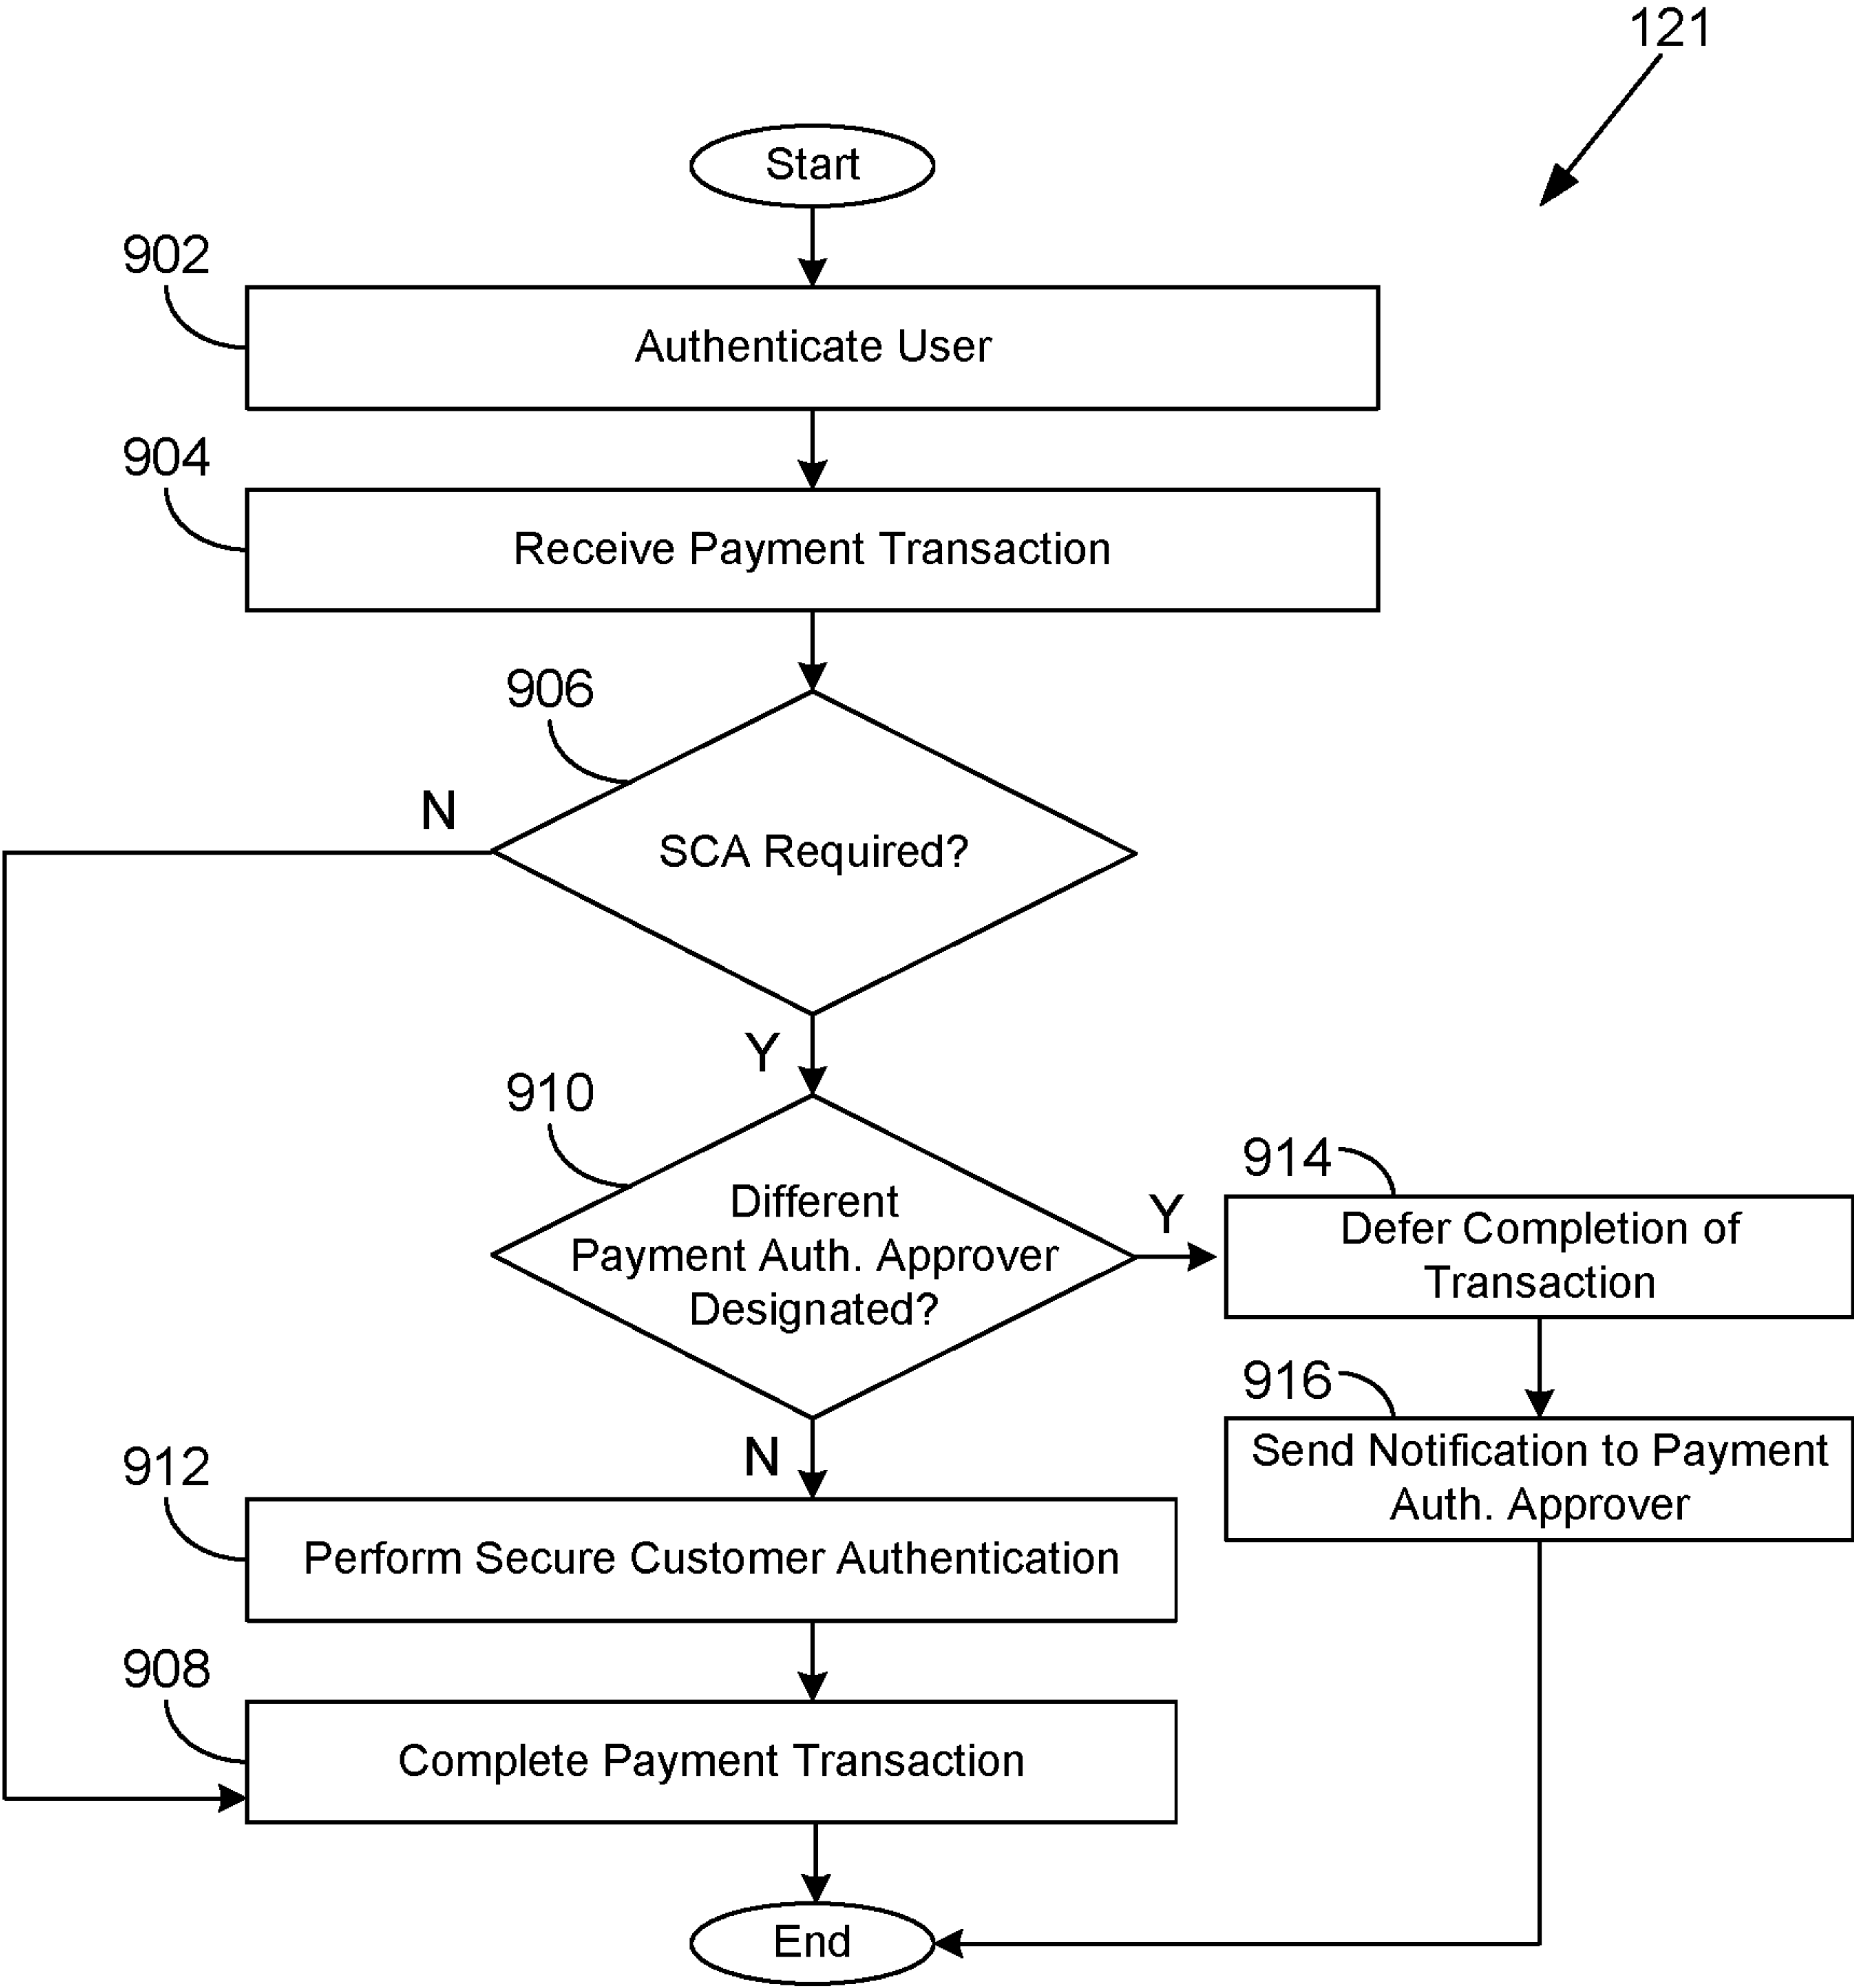 121
Start
902
Authenticate User
904
Receive Payment Transaction
906
N
SCA Required?
Y
910
Different
Payment Auth. Approver
Designated?
Y
914
Defer Completion of
Transaction
916
Send Notification to Payment
Auth. Approver
N
912
Perform Secure Customer Authentication
908
Complete Payment Transaction
End